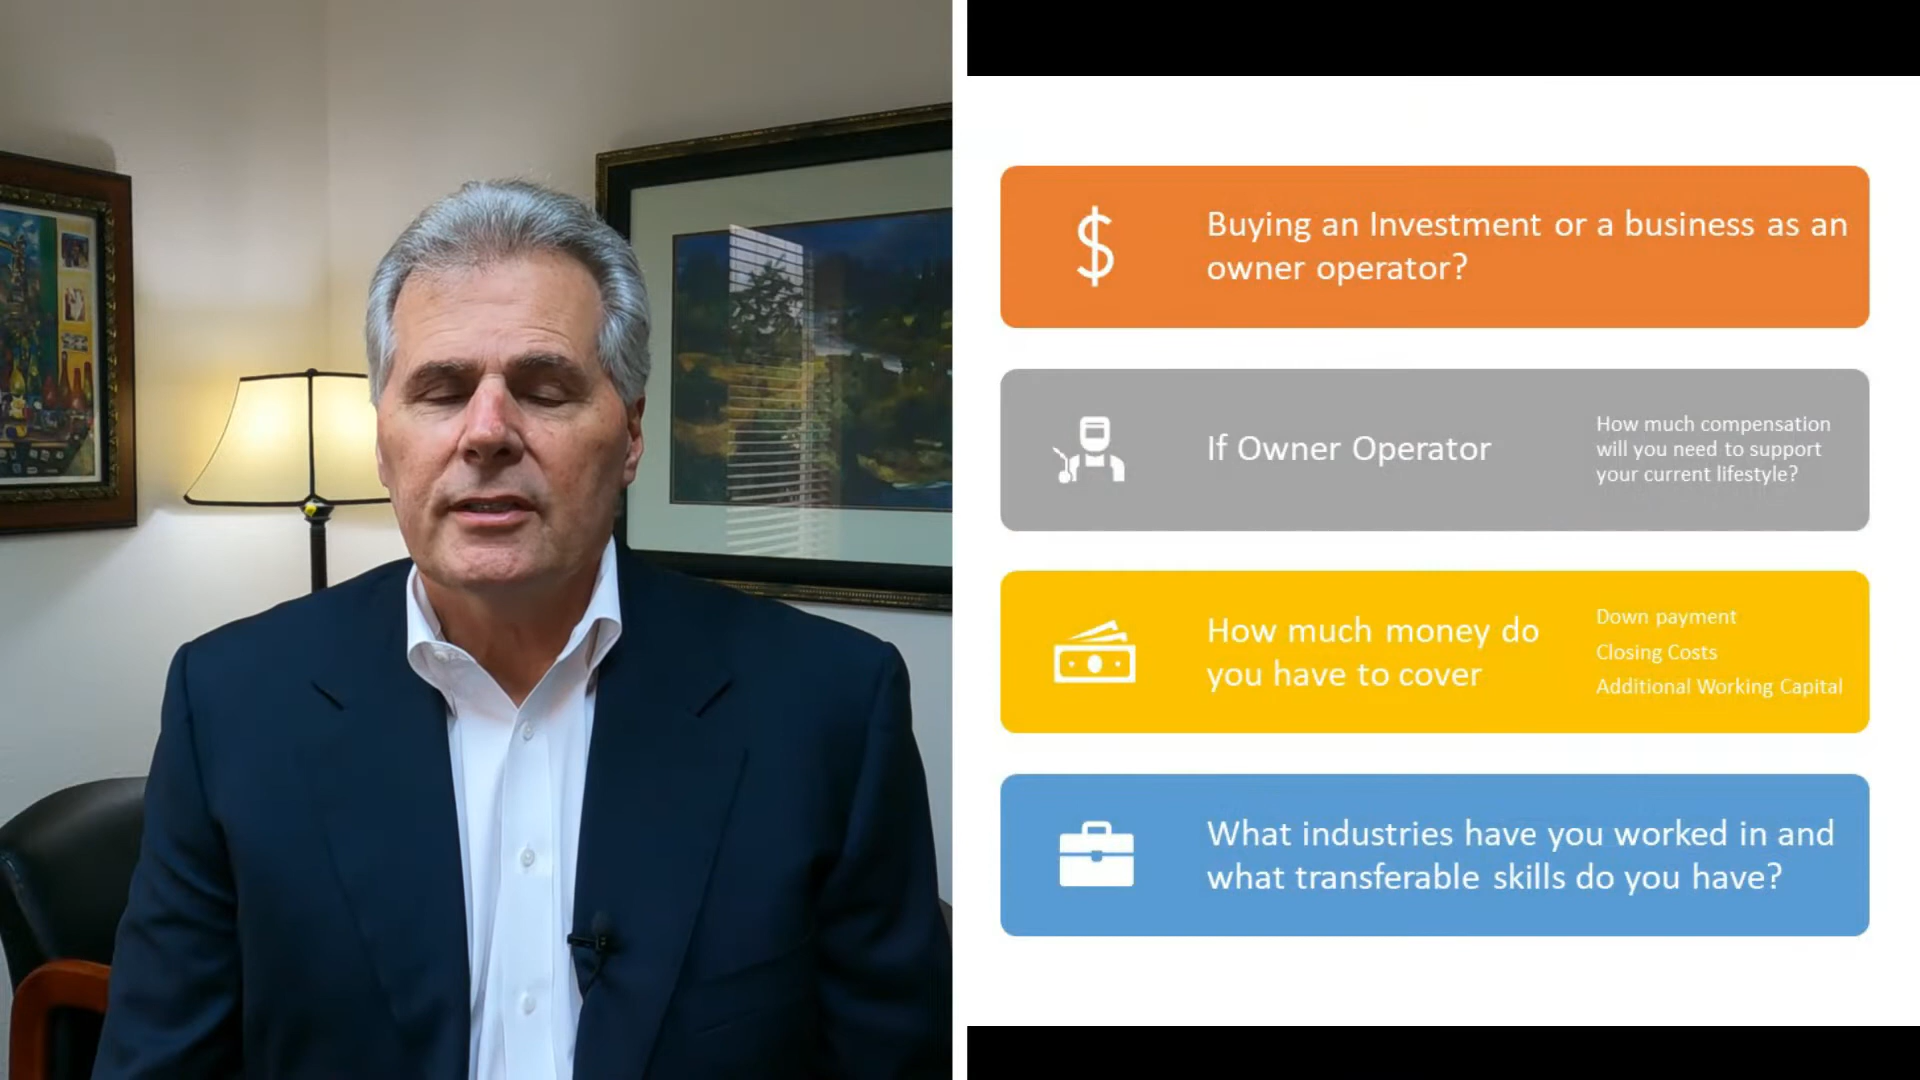 Buying an Investment or a business as an
owner operator?
If Owner Operator
How much compensation
will you need to support
your current lifestyle?
How much money do
you have to cover
Down payment
Closing Costs
Additional Working Capital
What industries have you worked in and
what transferable skills do you have?